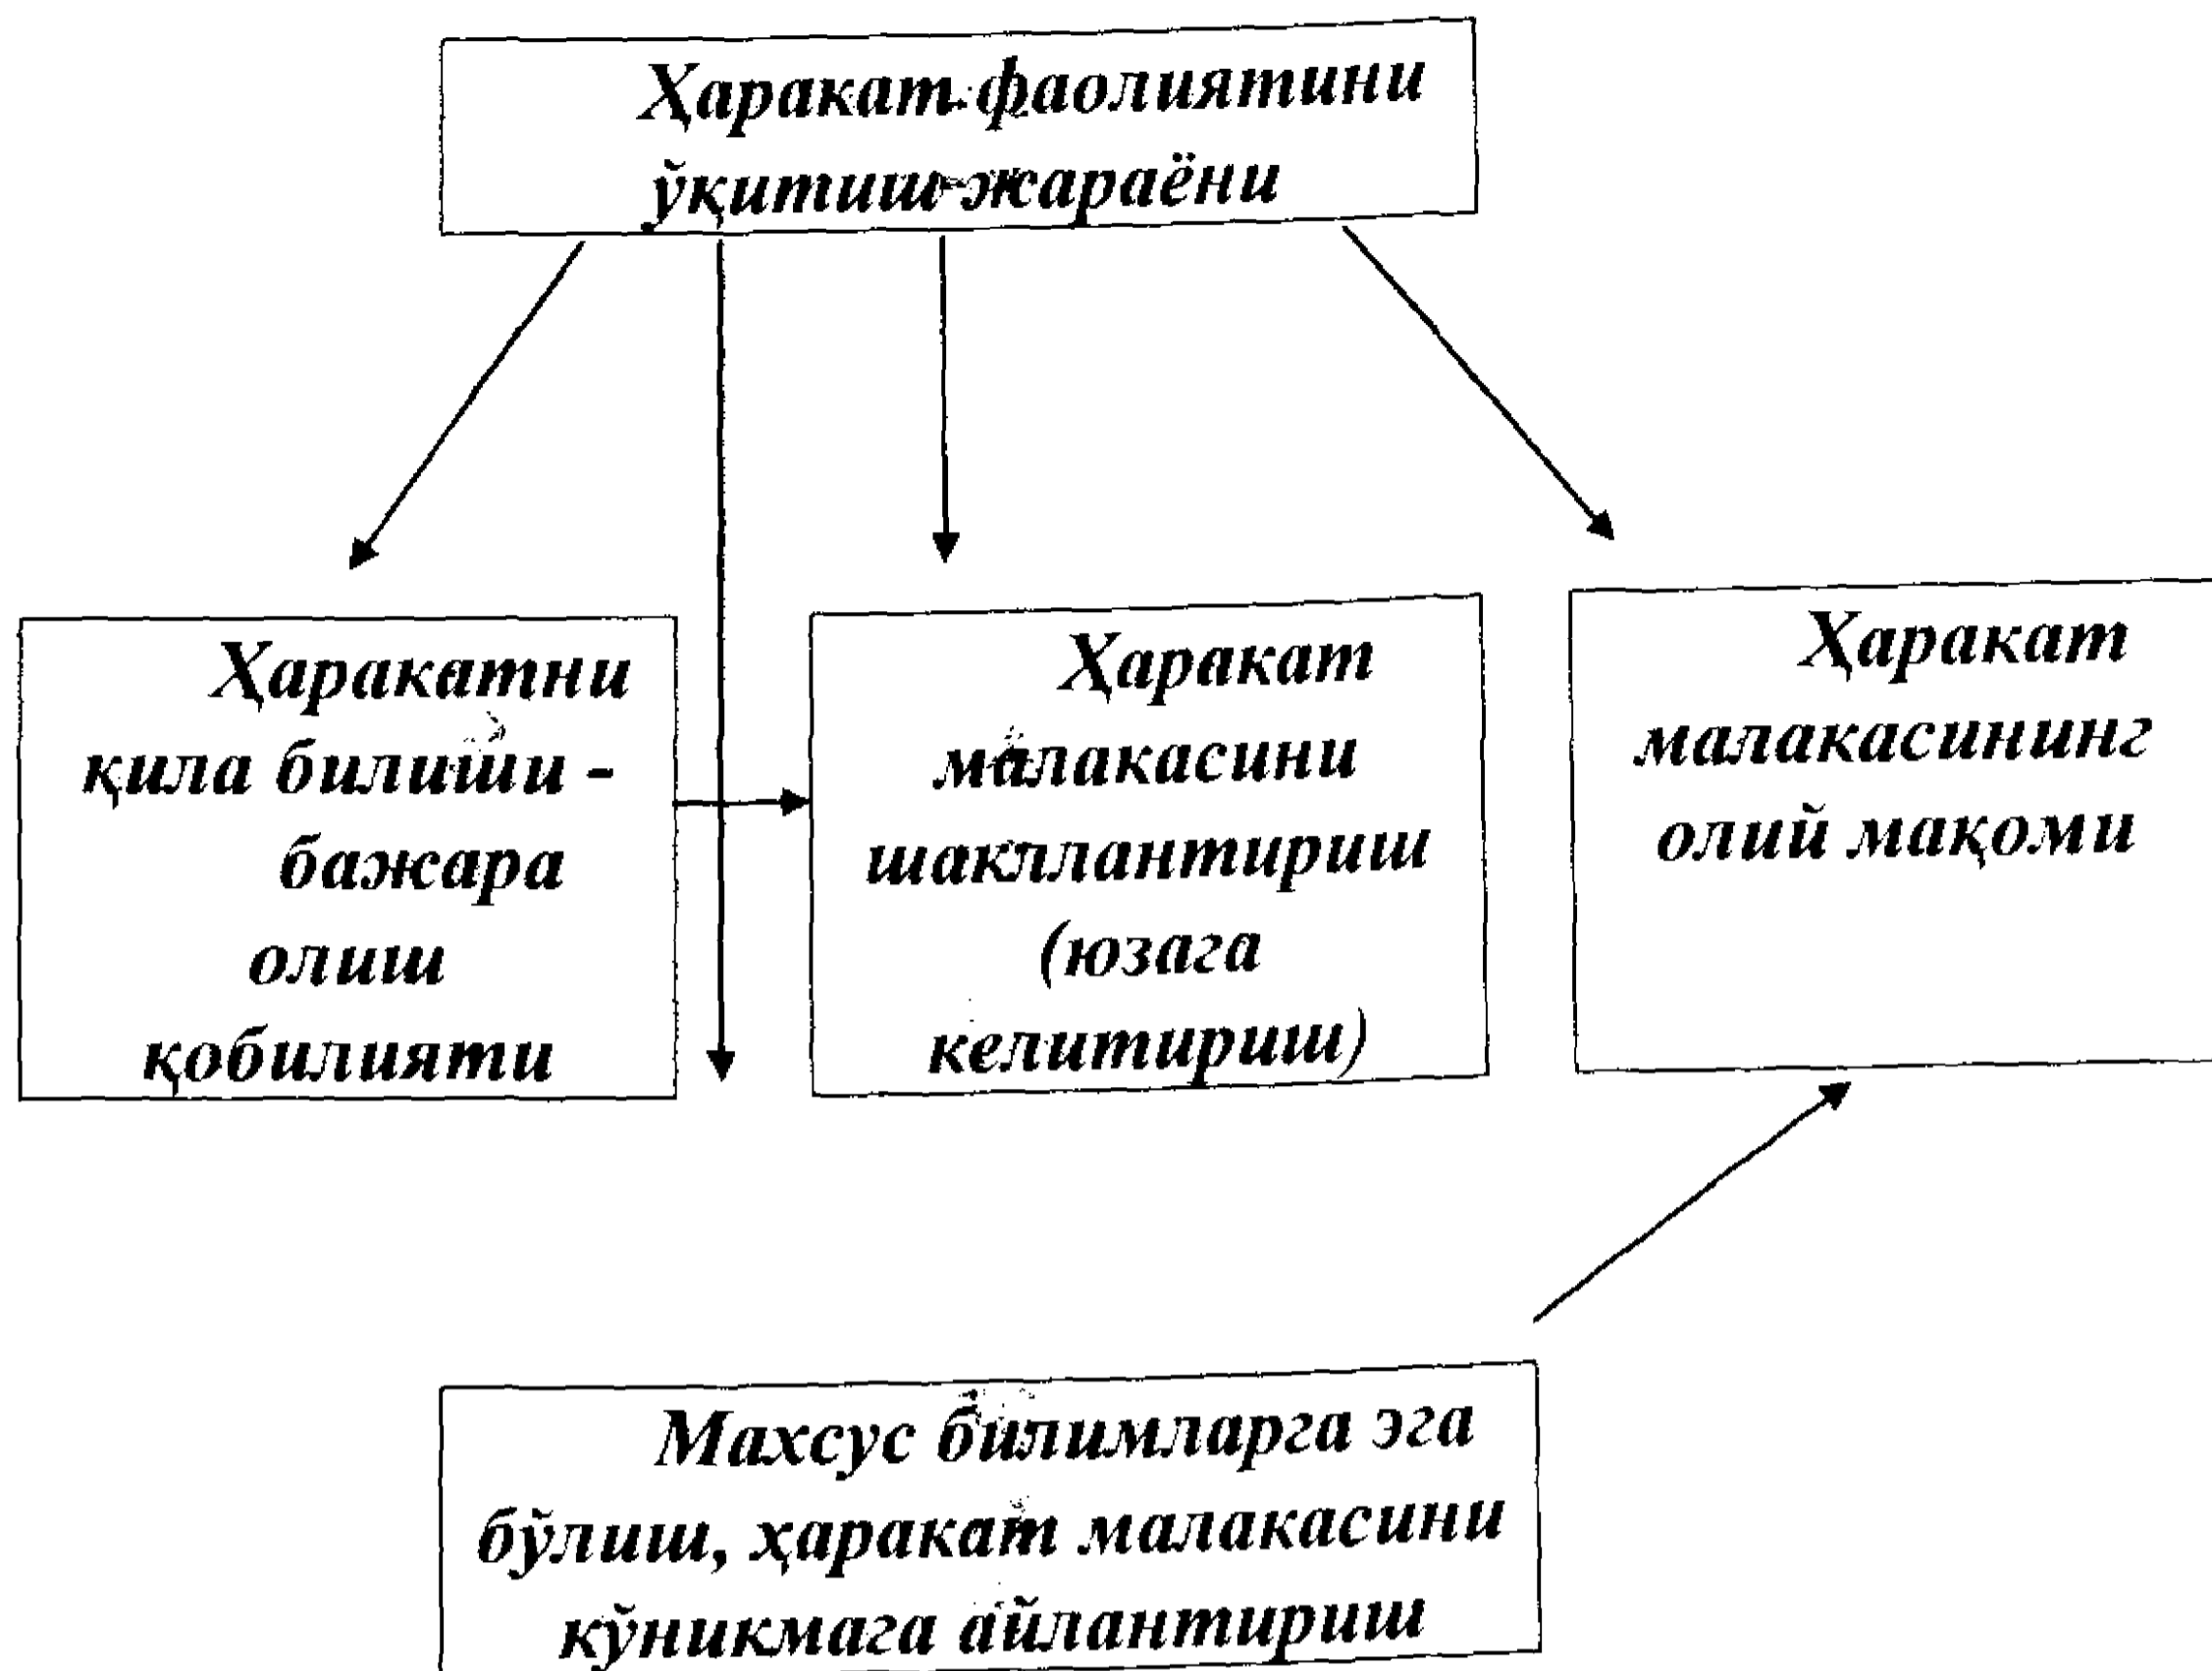 Ҳаракат фаолиятини
ўқитиш жараёни
Ҳаракатни
қила билиши -
бажара
олиш
қобилияти
Ҳаракат
малакасини
шакллантириш
(юзага
келитириш)
Ҳаракат
малакасининг
олий мақоми
Махсус билимларга эга
бўлиш, ҳаракат малакасини
кўникмага айлантириш